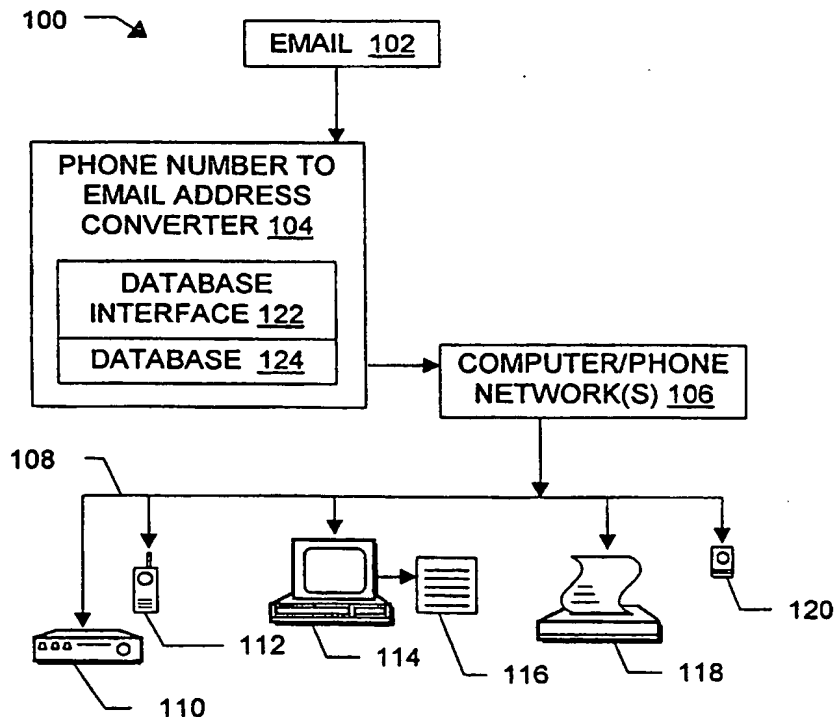 100
EMAIL 102
PHONE NUMBER TO
EMAIL ADDRESS
CONVERTER 104
DATABASE
INTERFACE 122
DATABASE 124
COMPUTER/PHONE
NETWORK(S) 106
108
112
114
116
118
120
110